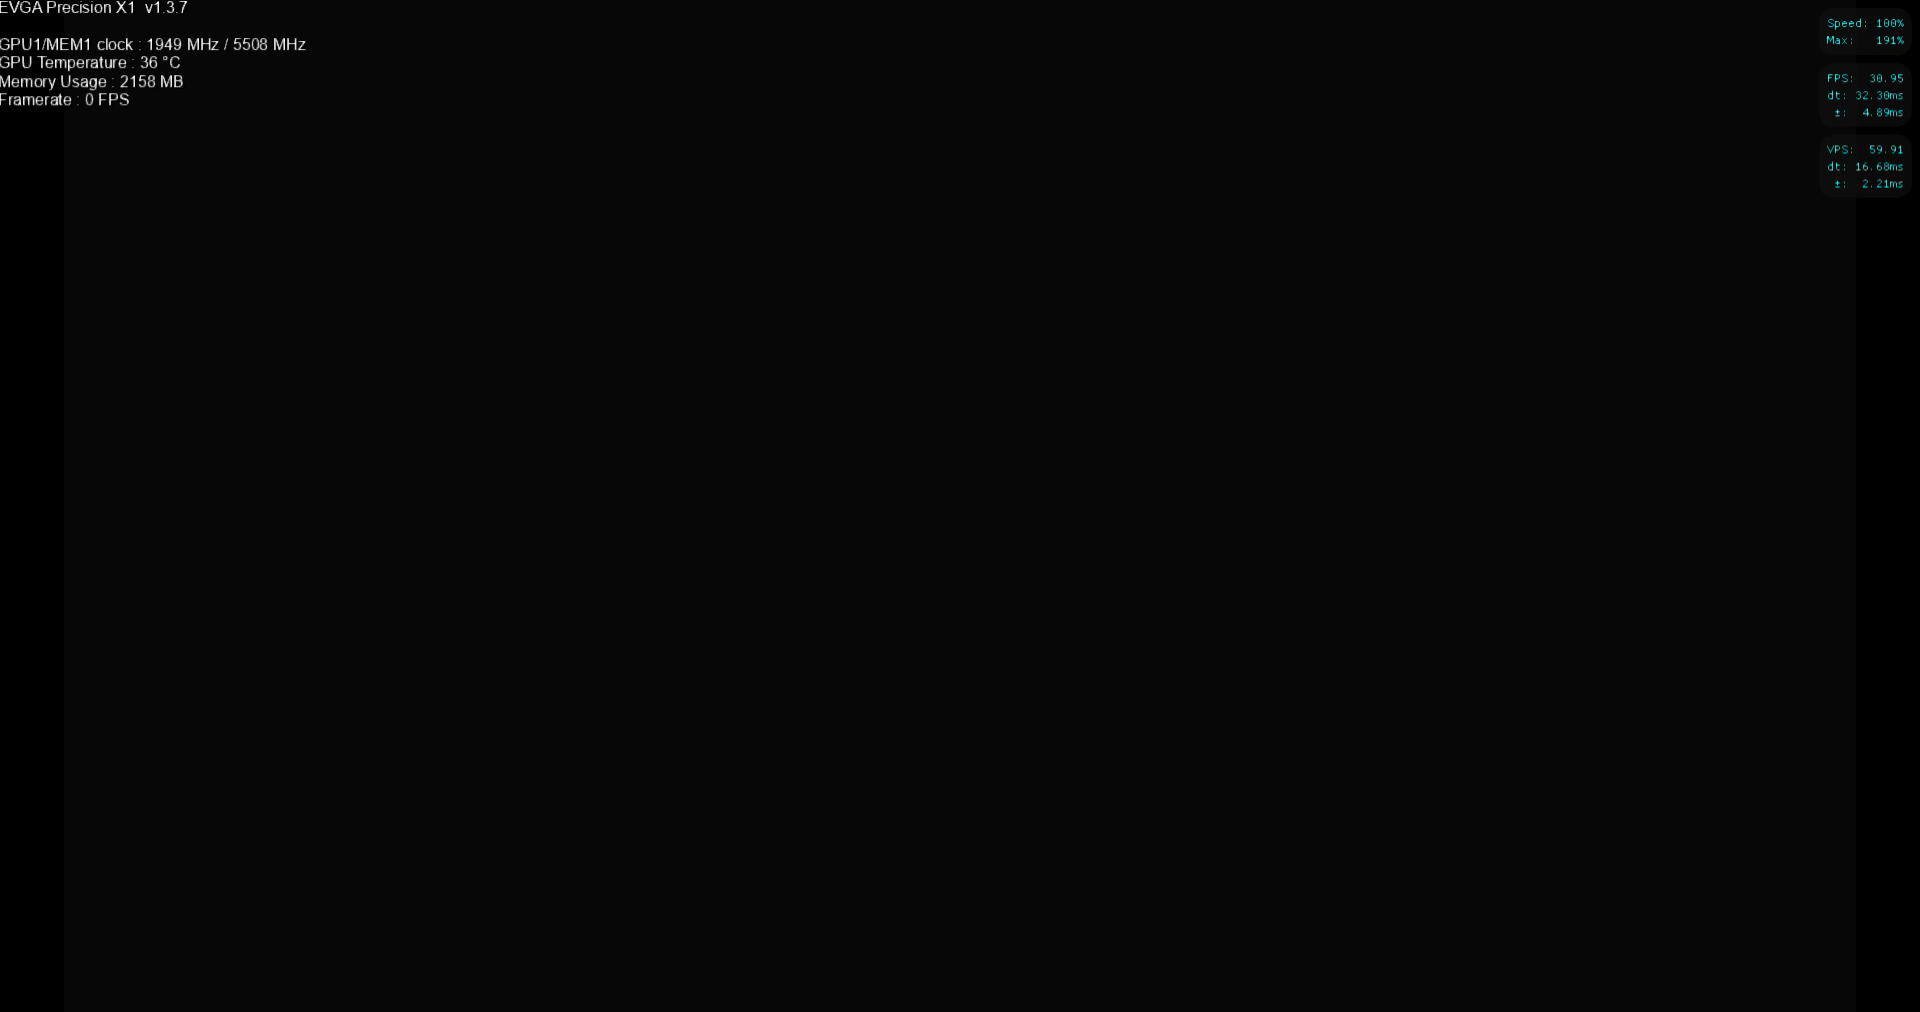 EVGA Precision X1 v1.3.7
GPU1/MEM1 clock : 1949 MHz / 5508 MHz
GPU Temperature : 36 °C
Memory Usage : 2158 MB
Framerate : 0 FPS
Speed: 100%
Max: 191%
FPS: 30.95
dt: 32.30ms
±: 4.89ms
VPS: 59.91
dt: 16.68ms
±: 2.21ms